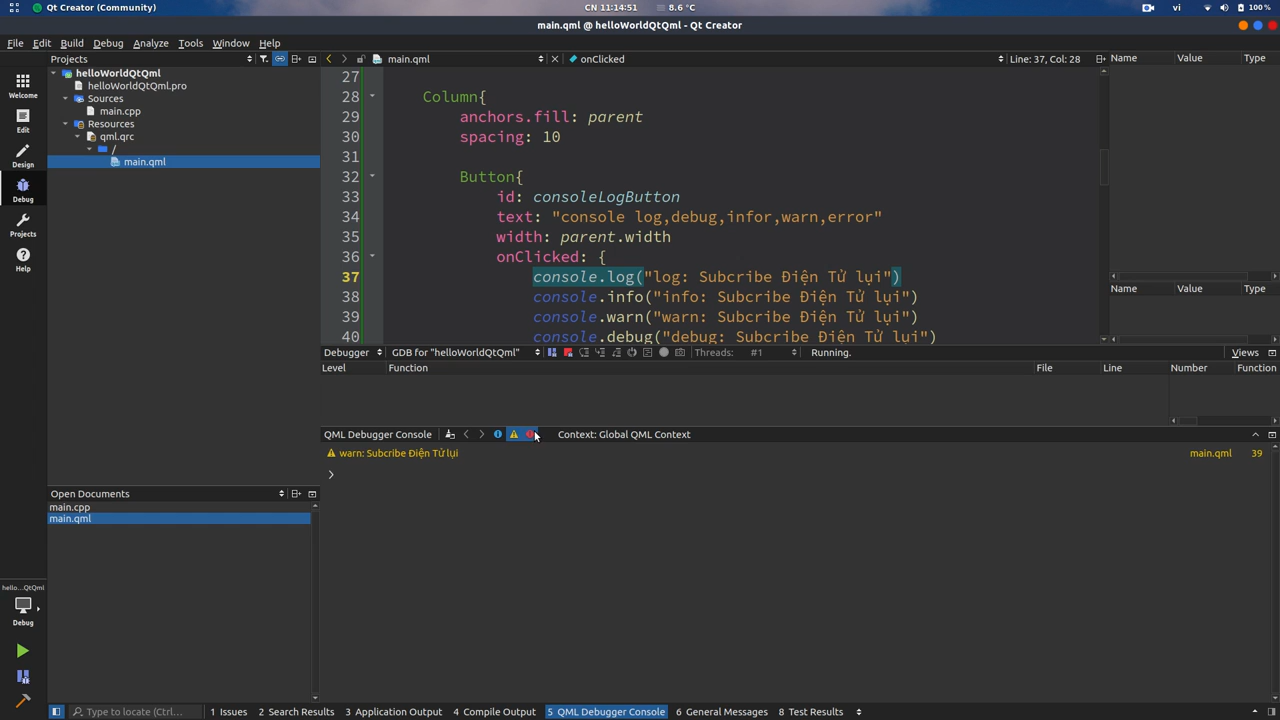 Qt Creator (Community)
CN 11:14:51
8.6 °C
vi
100 %
main.qml @ helloWorldQtQml - Qt Creator
File Edit Build Debug Analyze Tools Window Help
Projects
main.qml
onClicked
Line: 37, Col: 28
Name Value Type
helloWorldQtQml
helloWorldQtQml.pro
Sources
main.cpp
Resources
qml.qrc
/
main.qml
Welcome
Edit
Design
Debug
Projects
Help
27
28 Column{
29 anchors.fill: parent
30 spacing: 10
31
32 Button{
33 id: consoleLogButton
34 text: "console log,debug,infor,warn,error"
35 width: parent.width
36 onClicked: {
37 console.log("log: Subcribe Điện Tử lụi")
38 console.info("info: Subcribe Điện Tử lụi")
39 console.warn("warn: Subcribe Điện Tử lụi")
40 console.debug("debug: Subcribe Điện Tử lụi")
Name Value Type
Debugger
GDB for "helloWorldQtQml"
Threads: #1
Running.
Views
Level Function File Line Number Function
QML Debugger Console
Context: Global QML Context
warn: Subcribe Điện Tử lụi main.qml 39
>
Open Documents
main.cpp
main.qml
hello...QtQml
Debug
Type to locate (Ctrl...
1 Issues 2 Search Results 3 Application Output 4 Compile Output 5 QML Debugger Console 6 General Messages 8 Test Results